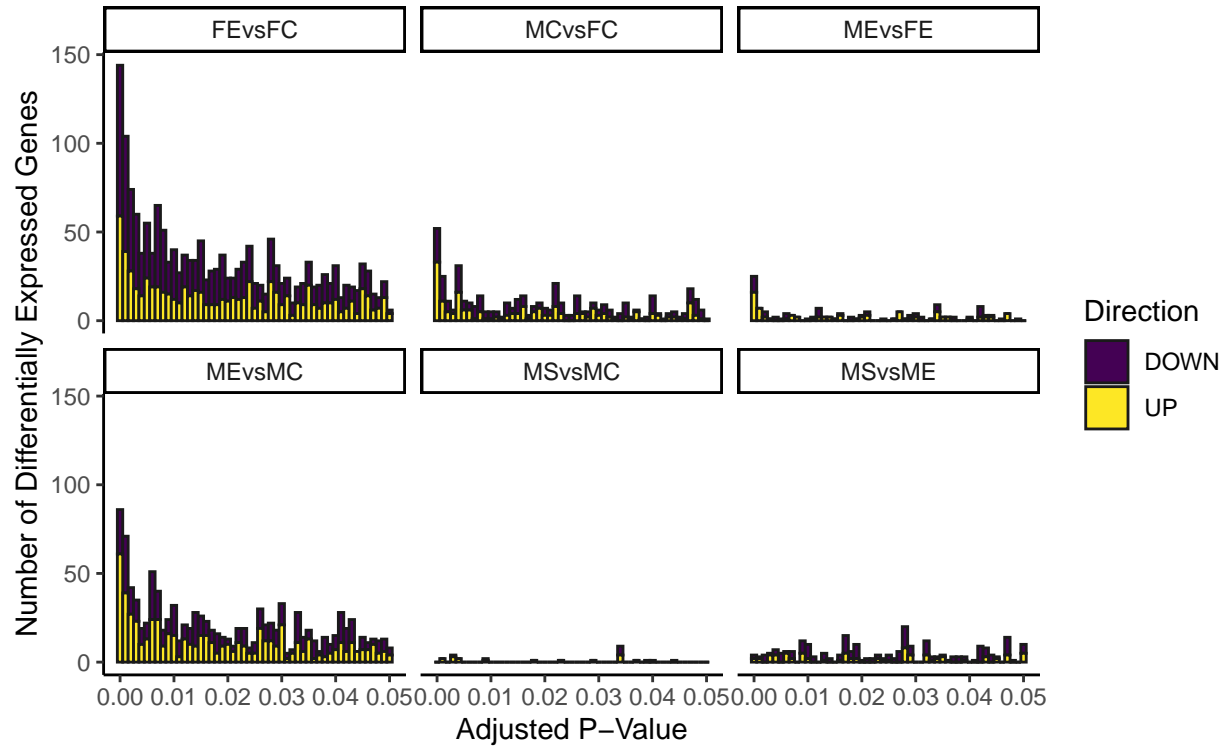 FEvsFC MCvsFC MEvsFE
150
100
50
0
MEvsMC MSvsMC MSvsME
150
100
50
0
0.00 0.01 0.02 0.03 0.04 0.05 0.00 0.01 0.02 0.03 0.04 0.05 0.00 0.01 0.02 0.03 0.04 0.05
Adjusted P−Value
Number of Differentially Expressed Genes
Direction
DOWN
UP